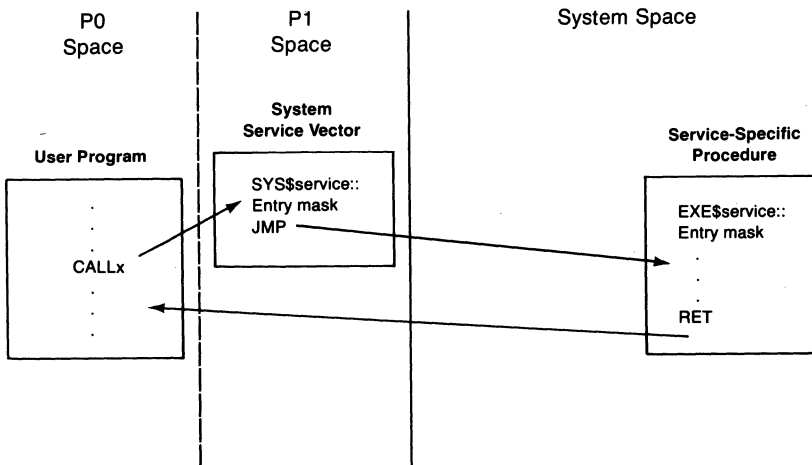 P0
Space
P1
Space
System Space
System
Service Vector
User Program
Service-Specific
Procedure
SYS$service::
Entry mask
JMP
CALLx
EXE$service::
Entry mask
RET